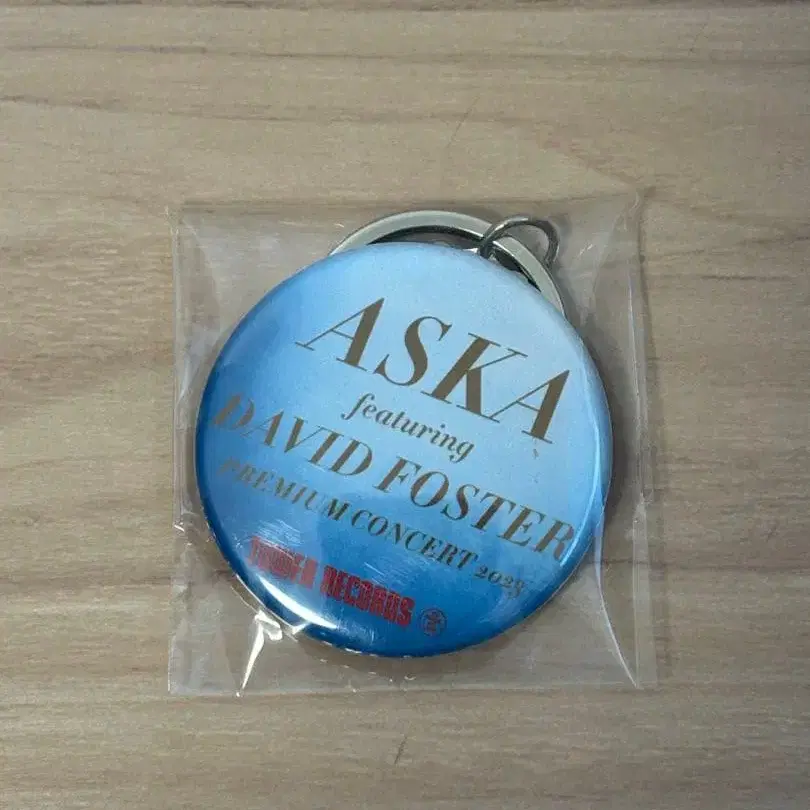 ASKA
featuring
DAVID FOSTER
PREMIUM CONCERT 2023
TOWER RECORDS